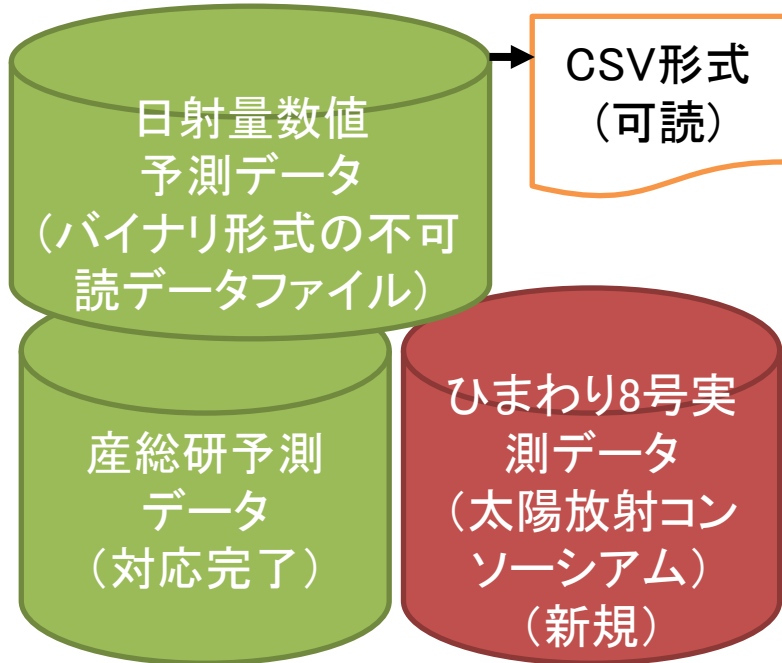 日射量数値
予測データ
（バイナリ形式の不可
読データファイル）
CSV形式
（可読）
産総研予測
データ
（対応完了）
ひまわり8号実
測データ
（太陽放射コン
ソーシアム）
（新規）